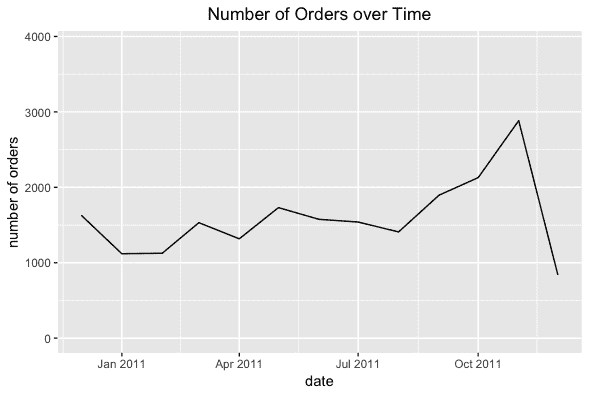 Number of Orders over Time
number of orders
4000
3000
2000
1000
0
Jan 2011 Apr 2011 Jul 2011 Oct 2011
date